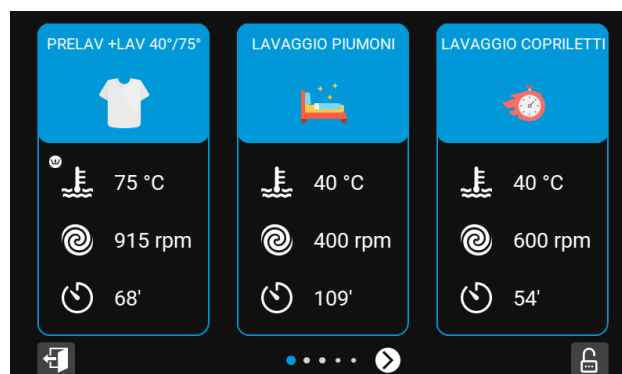 PRELAV +LAV 40°/75°
75 °C
915 rpm
68'
LAVAGGIO PIUMONI
40 °C
400 rpm
109'
LAVAGGIO COPRILETTI
40 °C
600 rpm
54'